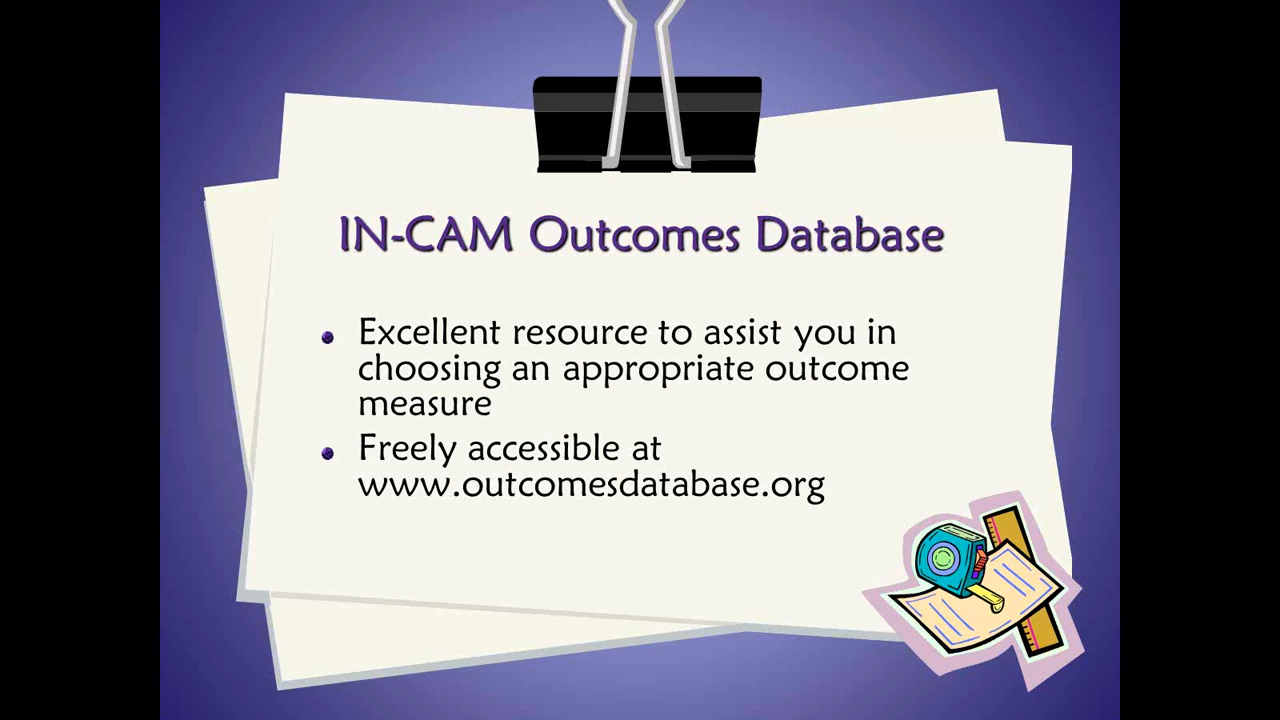 IN-CAM Outcomes Database
Excellent resource to assist you in
choosing an appropriate outcome
measure
Freely accessible at
www.outcomesdatabase.org